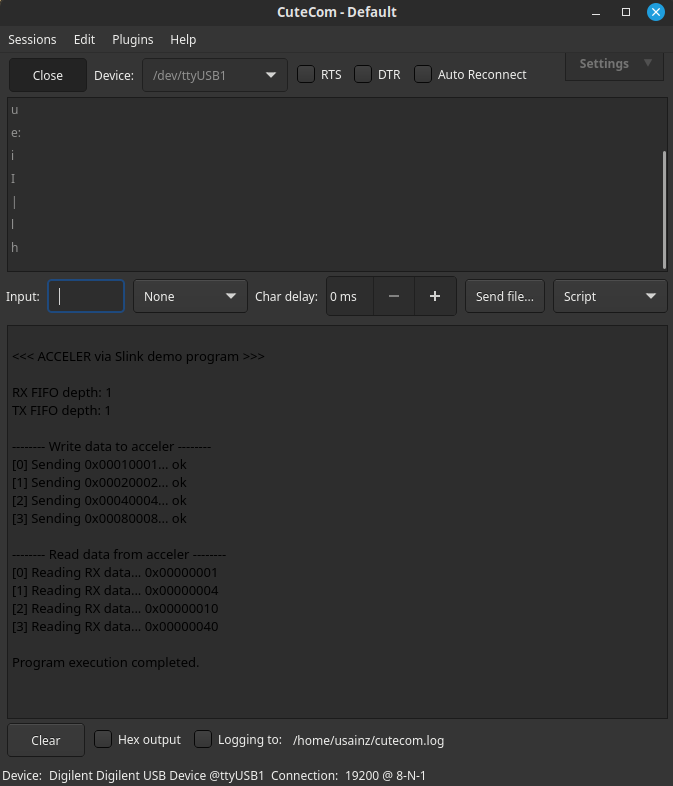 CuteCom - Default
Sessions Edit Plugins Help
Close Device: /dev/ttyUSB1 RTS DTR Auto Reconnect Settings
u
e:
i
I
|
l
h
Input: None Char delay: 0 ms Send file... Script
<<< ACCELER via Slink demo program >>>
RX FIFO depth: 1
TX FIFO depth: 1
-------- Write data to acceler --------
[0] Sending 0x00010001... ok
[1] Sending 0x00020002... ok
[2] Sending 0x00040004... ok
[3] Sending 0x00080008... ok
-------- Read data from acceler --------
[0] Reading RX data... 0x00000001
[1] Reading RX data... 0x00000004
[2] Reading RX data... 0x00000010
[3] Reading RX data... 0x00000040
Program execution completed.
Clear Hex output Logging to: /home/usainz/cutecom.log
Device: Digilent Digilent USB Device @ttyUSB1 Connection: 19200 @ 8-N-1